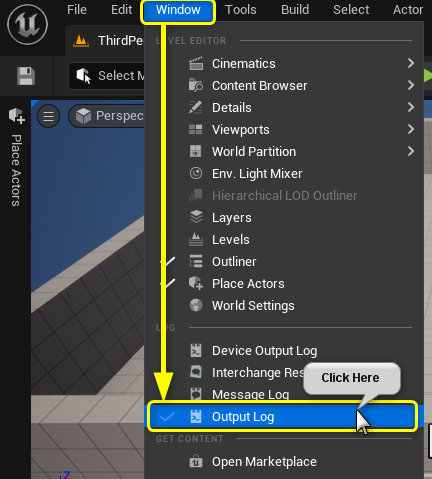 File Edit Window Tools Build Select Actor
ThirdPe
Select M
Perspec
Place Actors
LEVEL EDITOR
Cinematics
Content Browser
Details
Viewports
World Partition
Env. Light Mixer
Hierarchical LOD Outliner
Layers
Levels
Outliner
Place Actors
World Settings
LOG
Device Output Log
Interchange Res
Click Here
Message Log
Output Log
GET CONTENT
Open Marketplace
Z